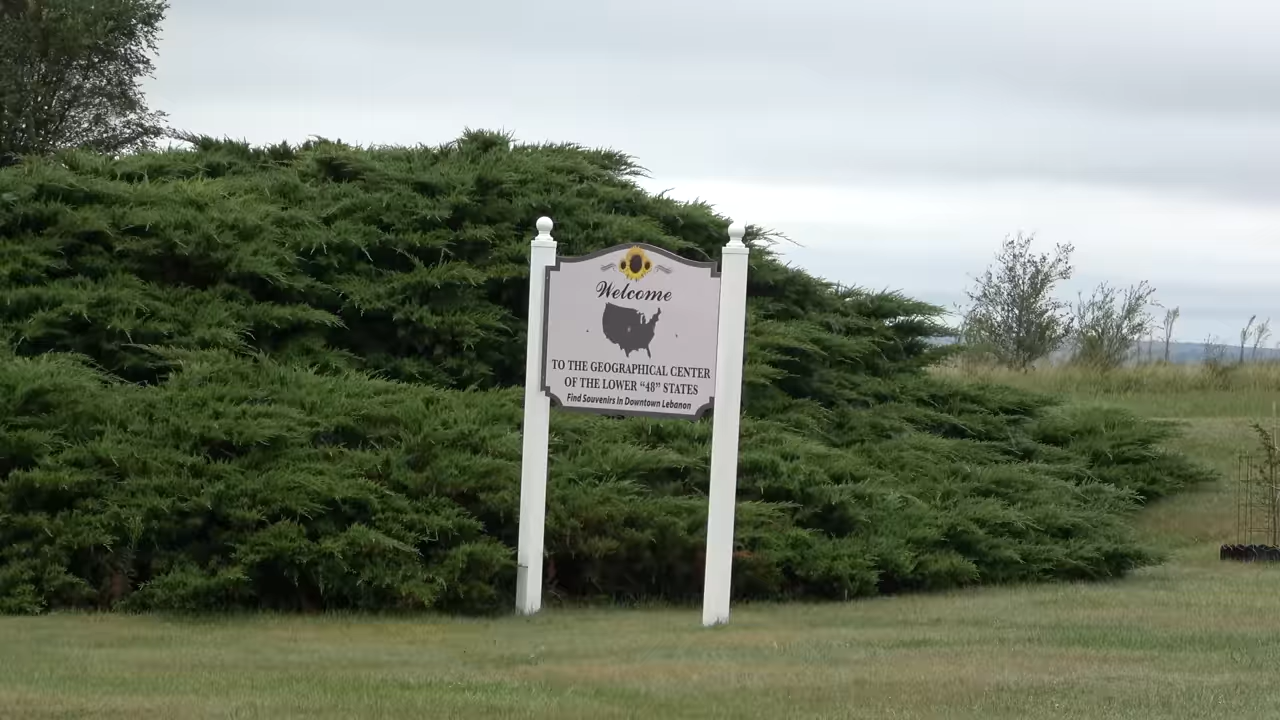 Welcome
TO THE GEOGRAPHICAL CENTER
OF THE LOWER “48” STATES
Find Souvenirs In Downtown Lebanon